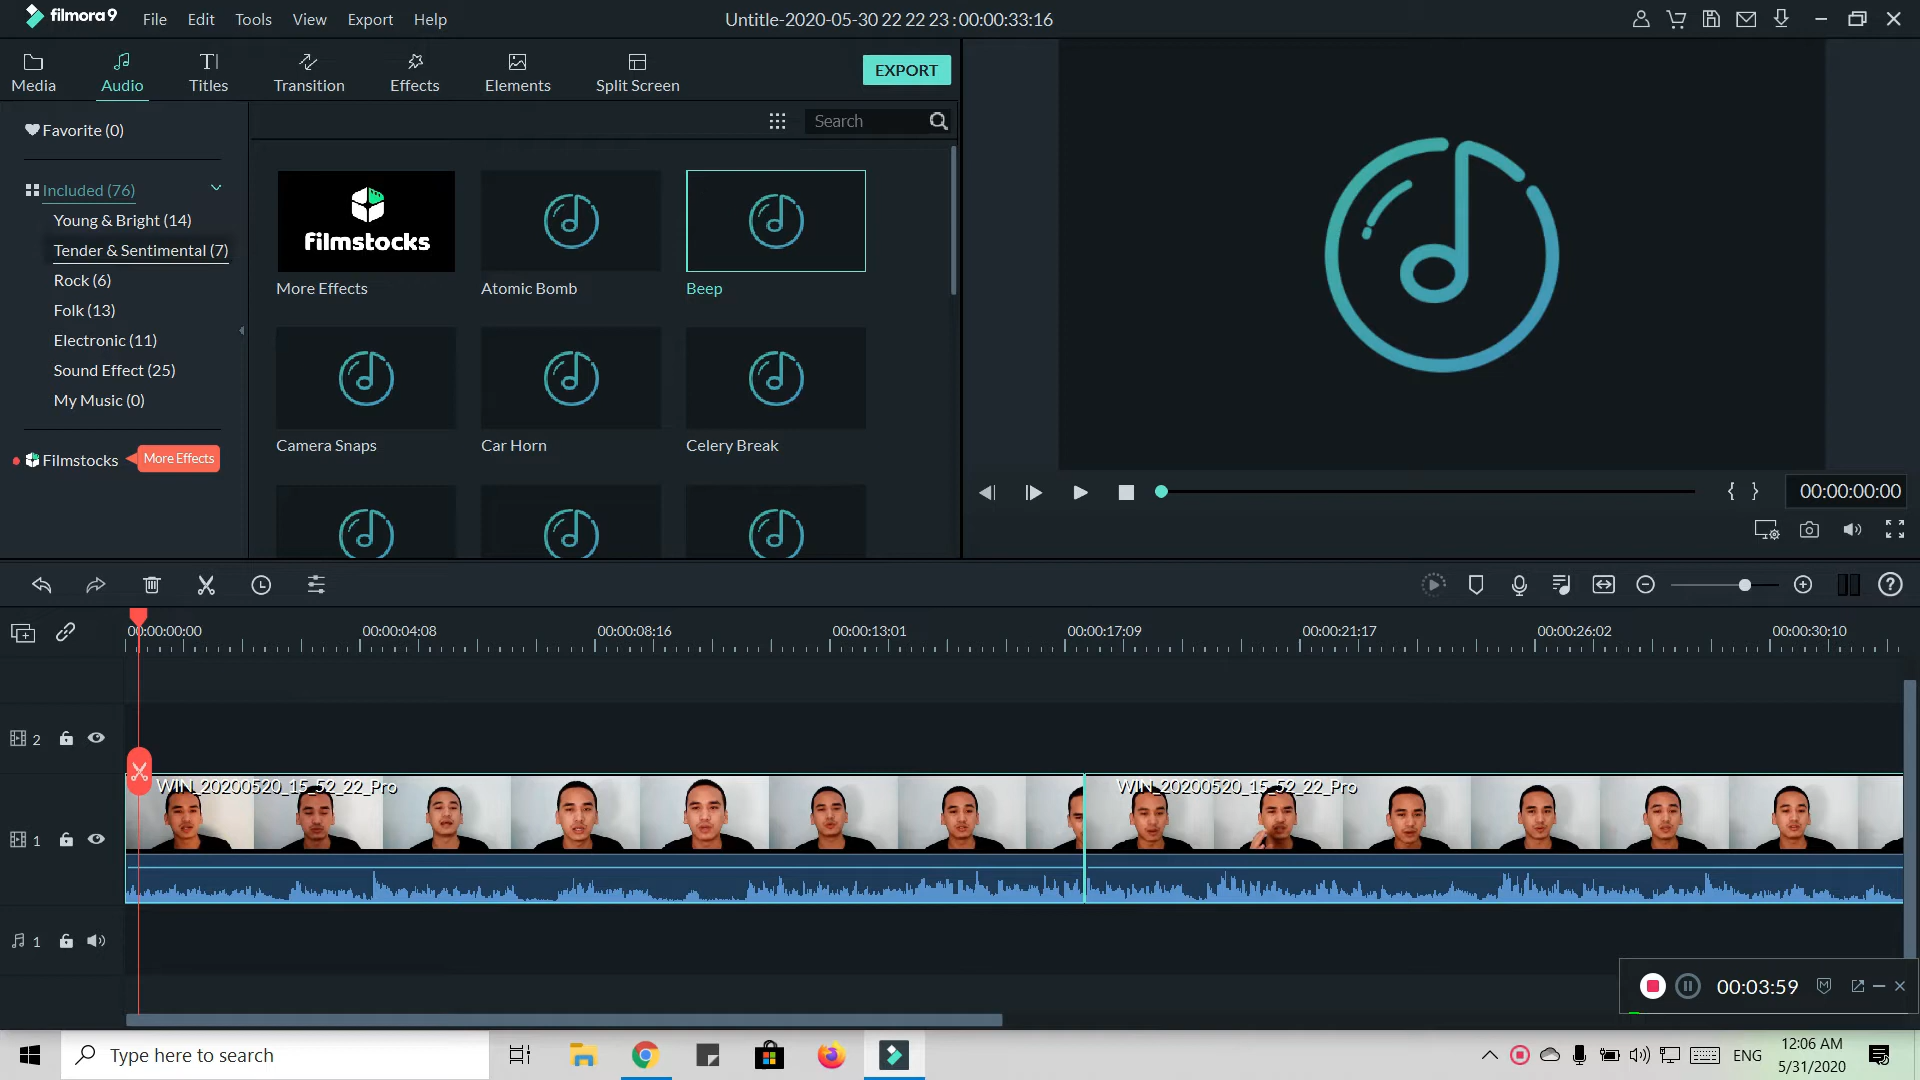 filmora9 File Edit Tools View Export Help Untitle-2020-05-30 22 22 23 : 00:00:33:16
Media Audio Titles Transition Effects Elements Split Screen EXPORT
Favorite (0)
Search
Included (76)
Young & Bright (14)
Tender & Sentimental (7)
Rock (6)
Folk (13)
Electronic (11)
Sound Effect (25)
My Music (0)
Filmstocks More Effects
filmstocks
More Effects Atomic Bomb Beep
Camera Snaps Car Horn Celery Break
{ } 00:00:00:00
00:00:00:00 00:00:04:08 00:00:08:16 00:00:13:01 00:00:17:09 00:00:21:17 00:00:26:02 00:00:30:10
2
WIN_20200520_15_52_22_Pro WIN_20200520_15_52_22_Pro
1
1
00:03:59
Type here to search
ENG
12:06 AM
5/31/2020